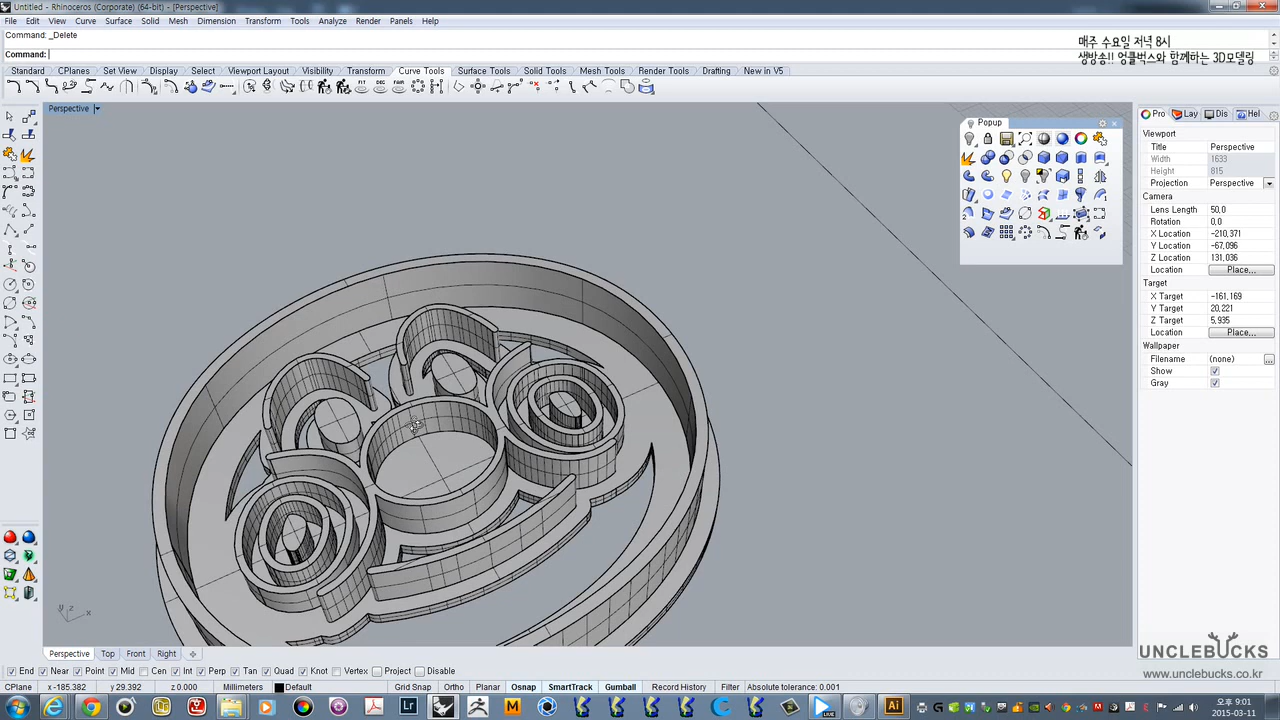 Untitled - Rhinoceros (Corporate) (64-bit) - [Perspective]
File Edit View Curve Surface Solid Mesh Dimension Transform Tools Analyze Render Panels Help
Command: _Delete
Command:
매주 수요일 저녁 8시
생방송!! 엉클벅스와 함께하는 3D모델링
Standard CPlanes Set View Display Select Viewport Layout Visibility Transform Curve Tools Surface Tools Solid Tools Mesh Tools Render Tools Drafting New in V5
Perspective
Popup
Pro Lay Dis Hel
Viewport
Title Perspective
Width 1633
Height 815
Projection Perspective
Camera
Lens Length 50,0
Rotation 0,0
X Location -210,371
Y Location -67,096
Z Location 131,036
Location Place...
Target
X Target -161,169
Y Target 20,221
Z Target 5,935
Location Place...
Wallpaper
Filename (none) ...
Show
Gray
y z x
Perspective Top Front Right
UNCLEBUCKS
www.unclebucks.com
End Near Point Mid Cen Int Perp Tan Quad Knot Vertex Project Disable
CPlane x -185.382 y 29.392 z 0.000 Millimeters Default Grid Snap Ortho Planar Osnap SmartTrack Gumball Record History Filter Absolute tolerance: 0.001
Lr M Ai
오후 9:01
2015-03-11